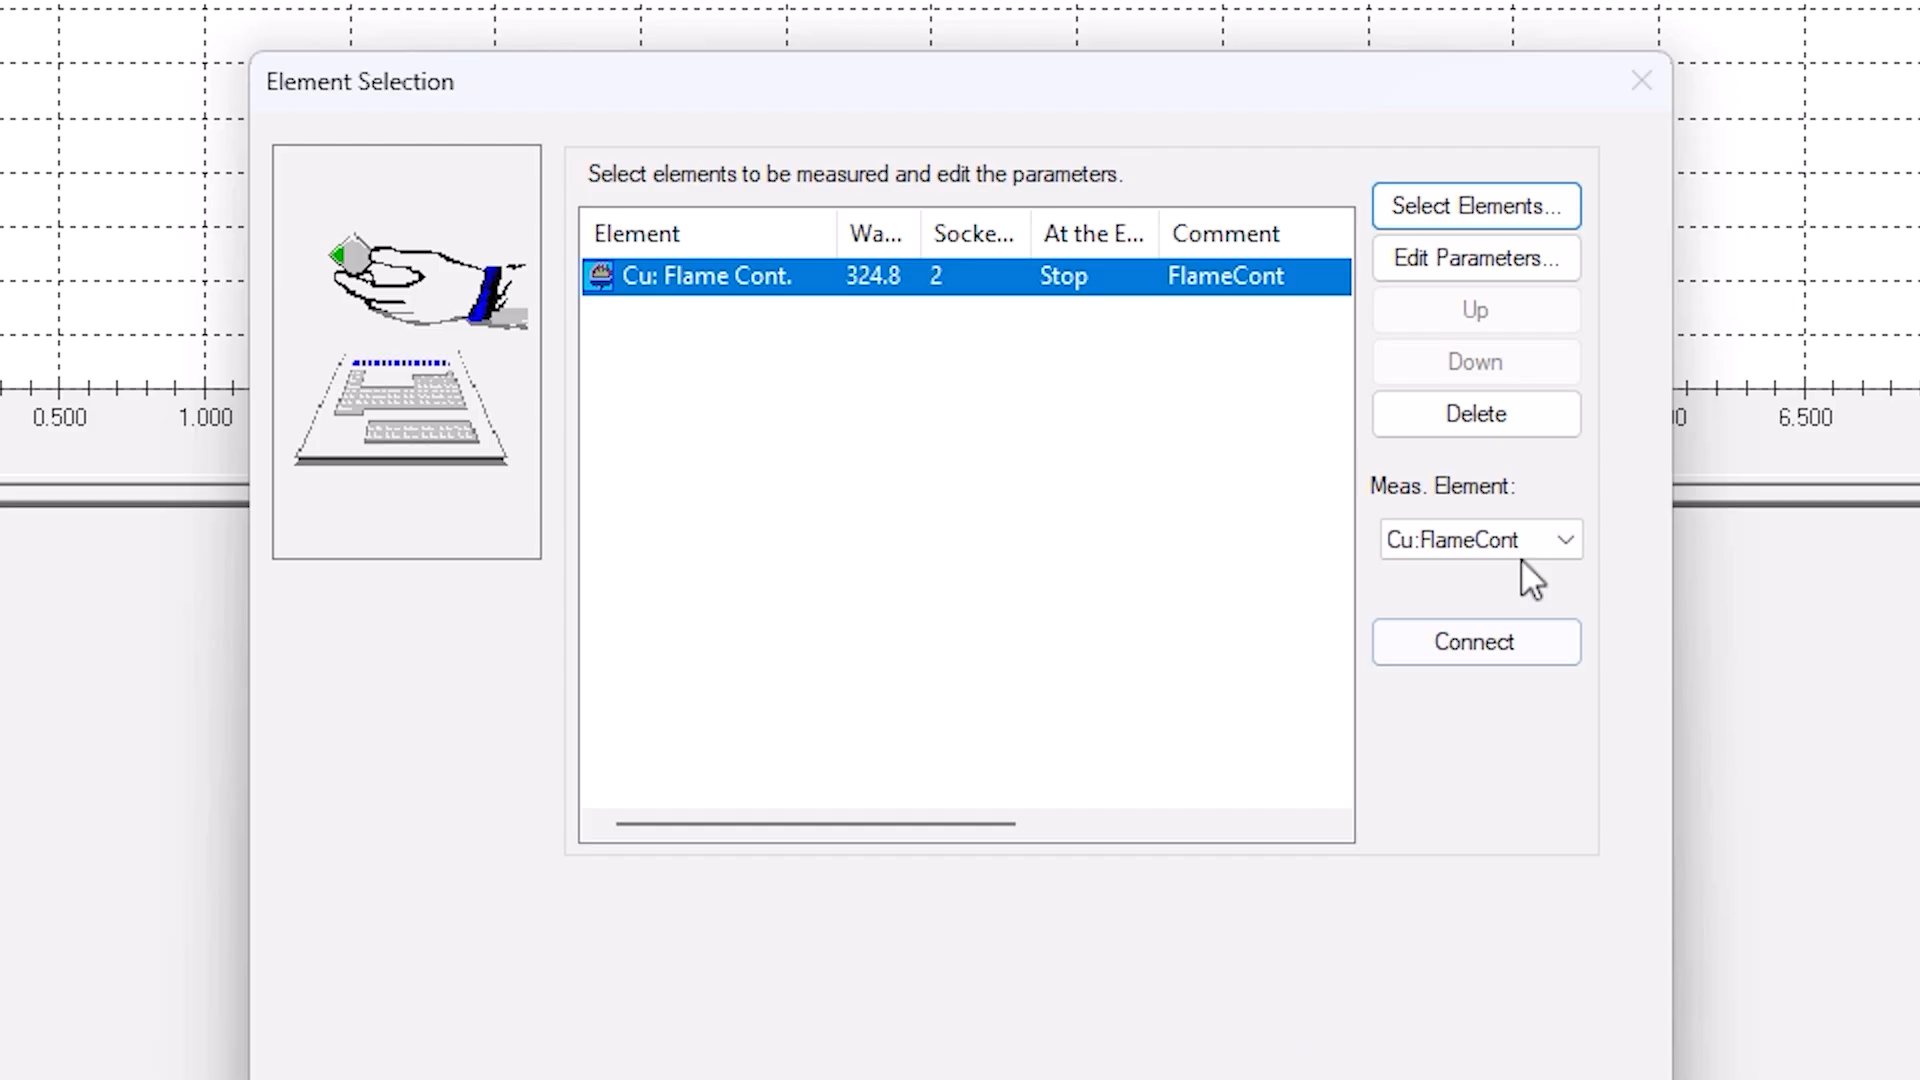 Element Selection
Select elements to be measured and edit the parameters.
Element Wa... Socke... At the E... Comment
Cu: Flame Cont. 324.8 2 Stop FlameCont
Select Elements...
Edit Parameters...
Up
Down
Delete
Meas. Element:
Cu:FlameCont
Connect
0.500 1.000 6.500